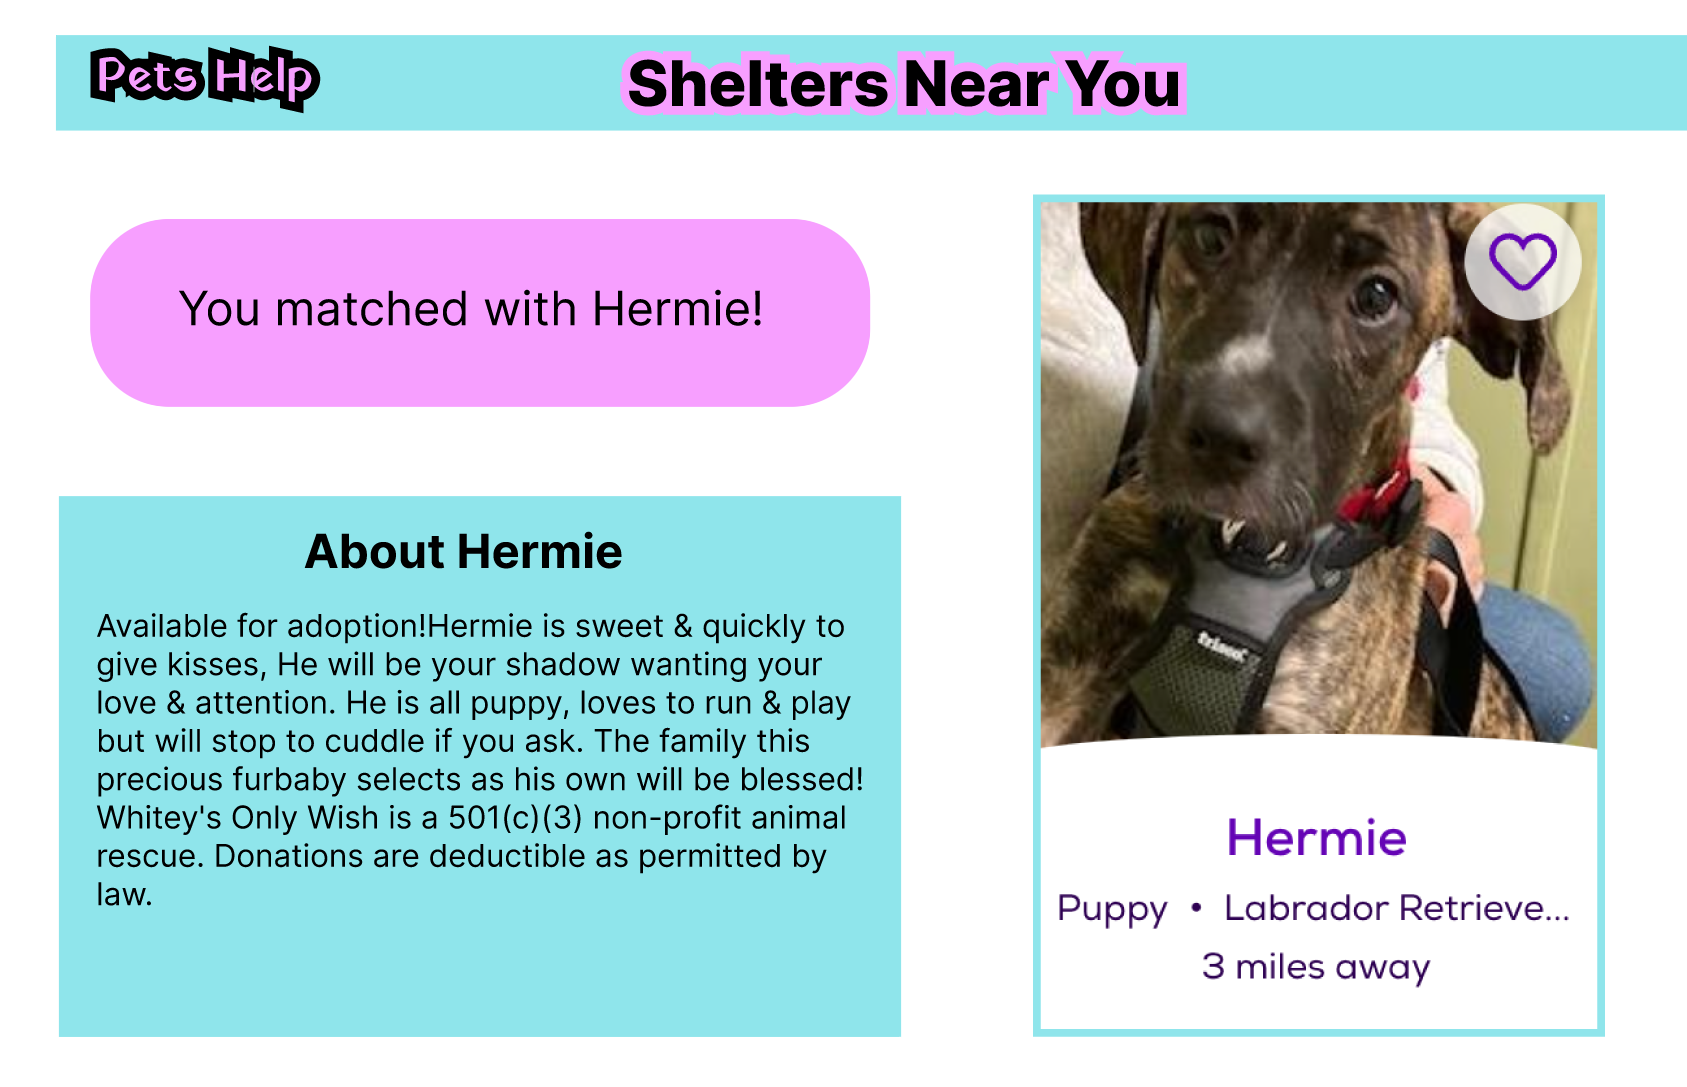 Pets Help
Shelters Near You
You matched with Hermie!
About Hermie
Available for adoption!Hermie is sweet & quickly to
give kisses, He will be your shadow wanting your
love & attention. He is all puppy, loves to run & play
but will stop to cuddle if you ask. The family this
precious furbaby selects as his own will be blessed!
Whitey's Only Wish is a 501(c)(3) non-profit animal
rescue. Donations are deductible as permitted by
law.
Hermie
Puppy • Labrador Retrieve...
3 miles away